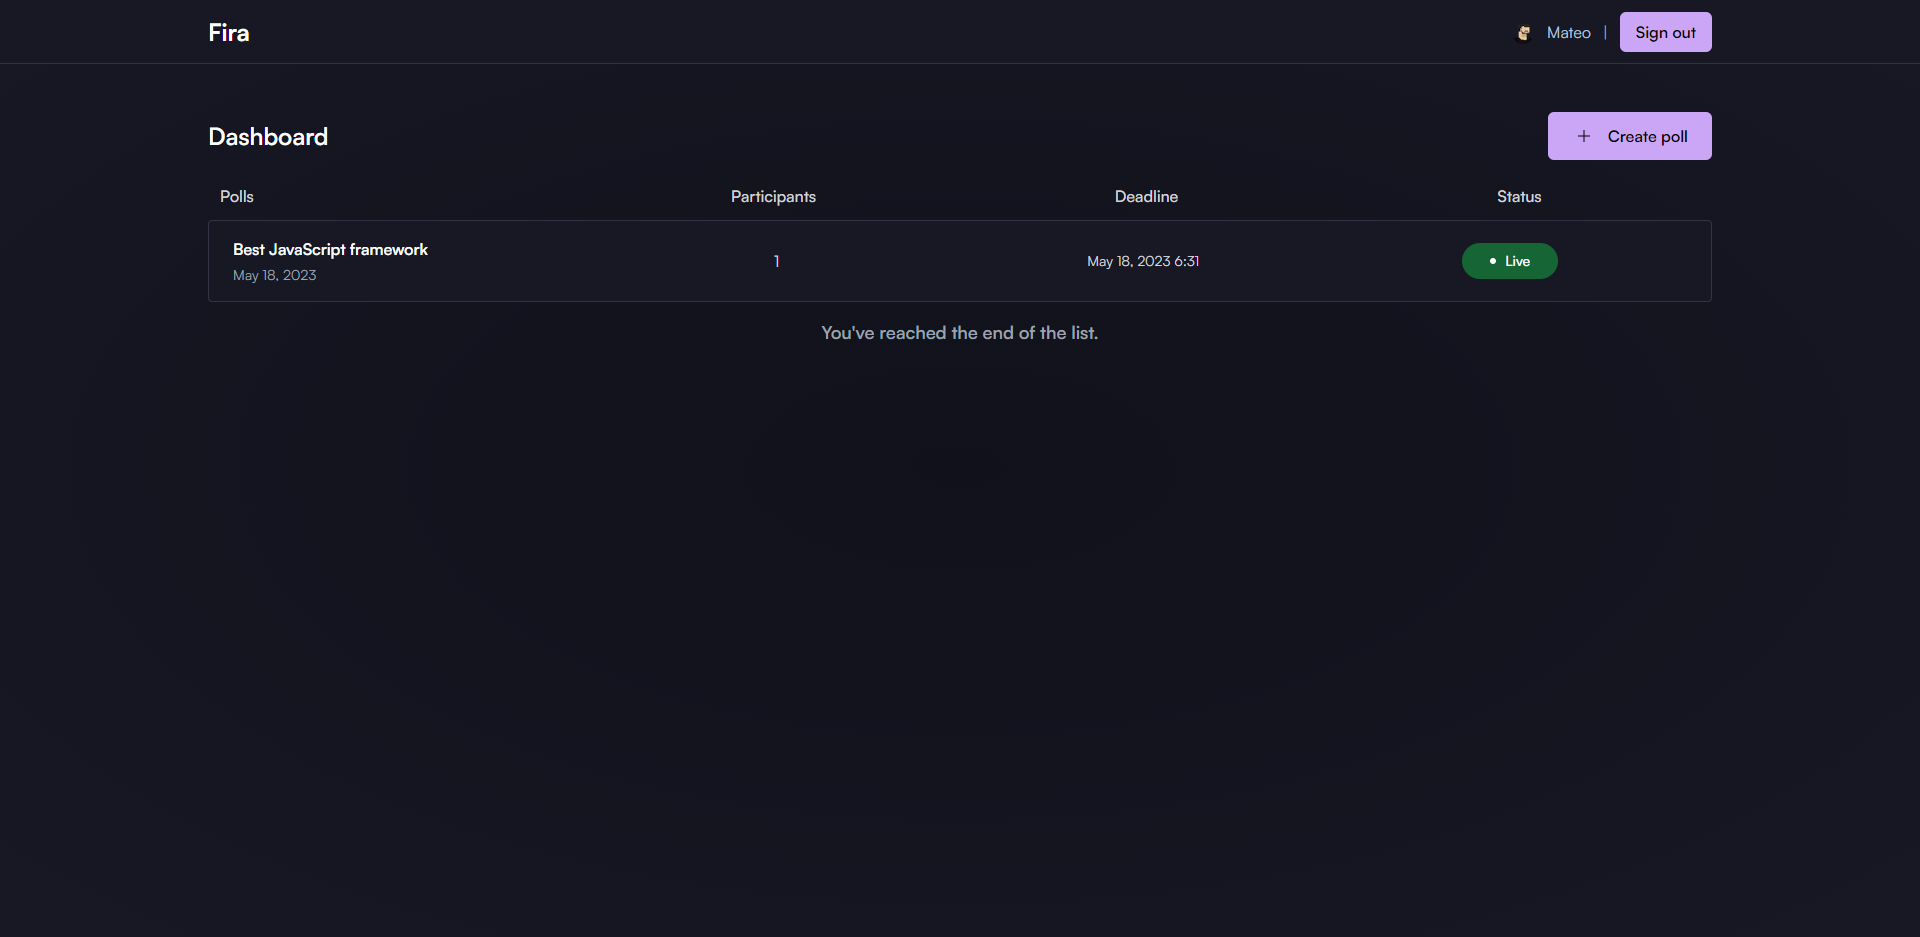 Fira
Mateo | Sign out
Dashboard
Create poll
Polls Participants Deadline Status
Best JavaScript framework
May 18, 2023
1
May 18, 2023 6:31
Live
You've reached the end of the list.